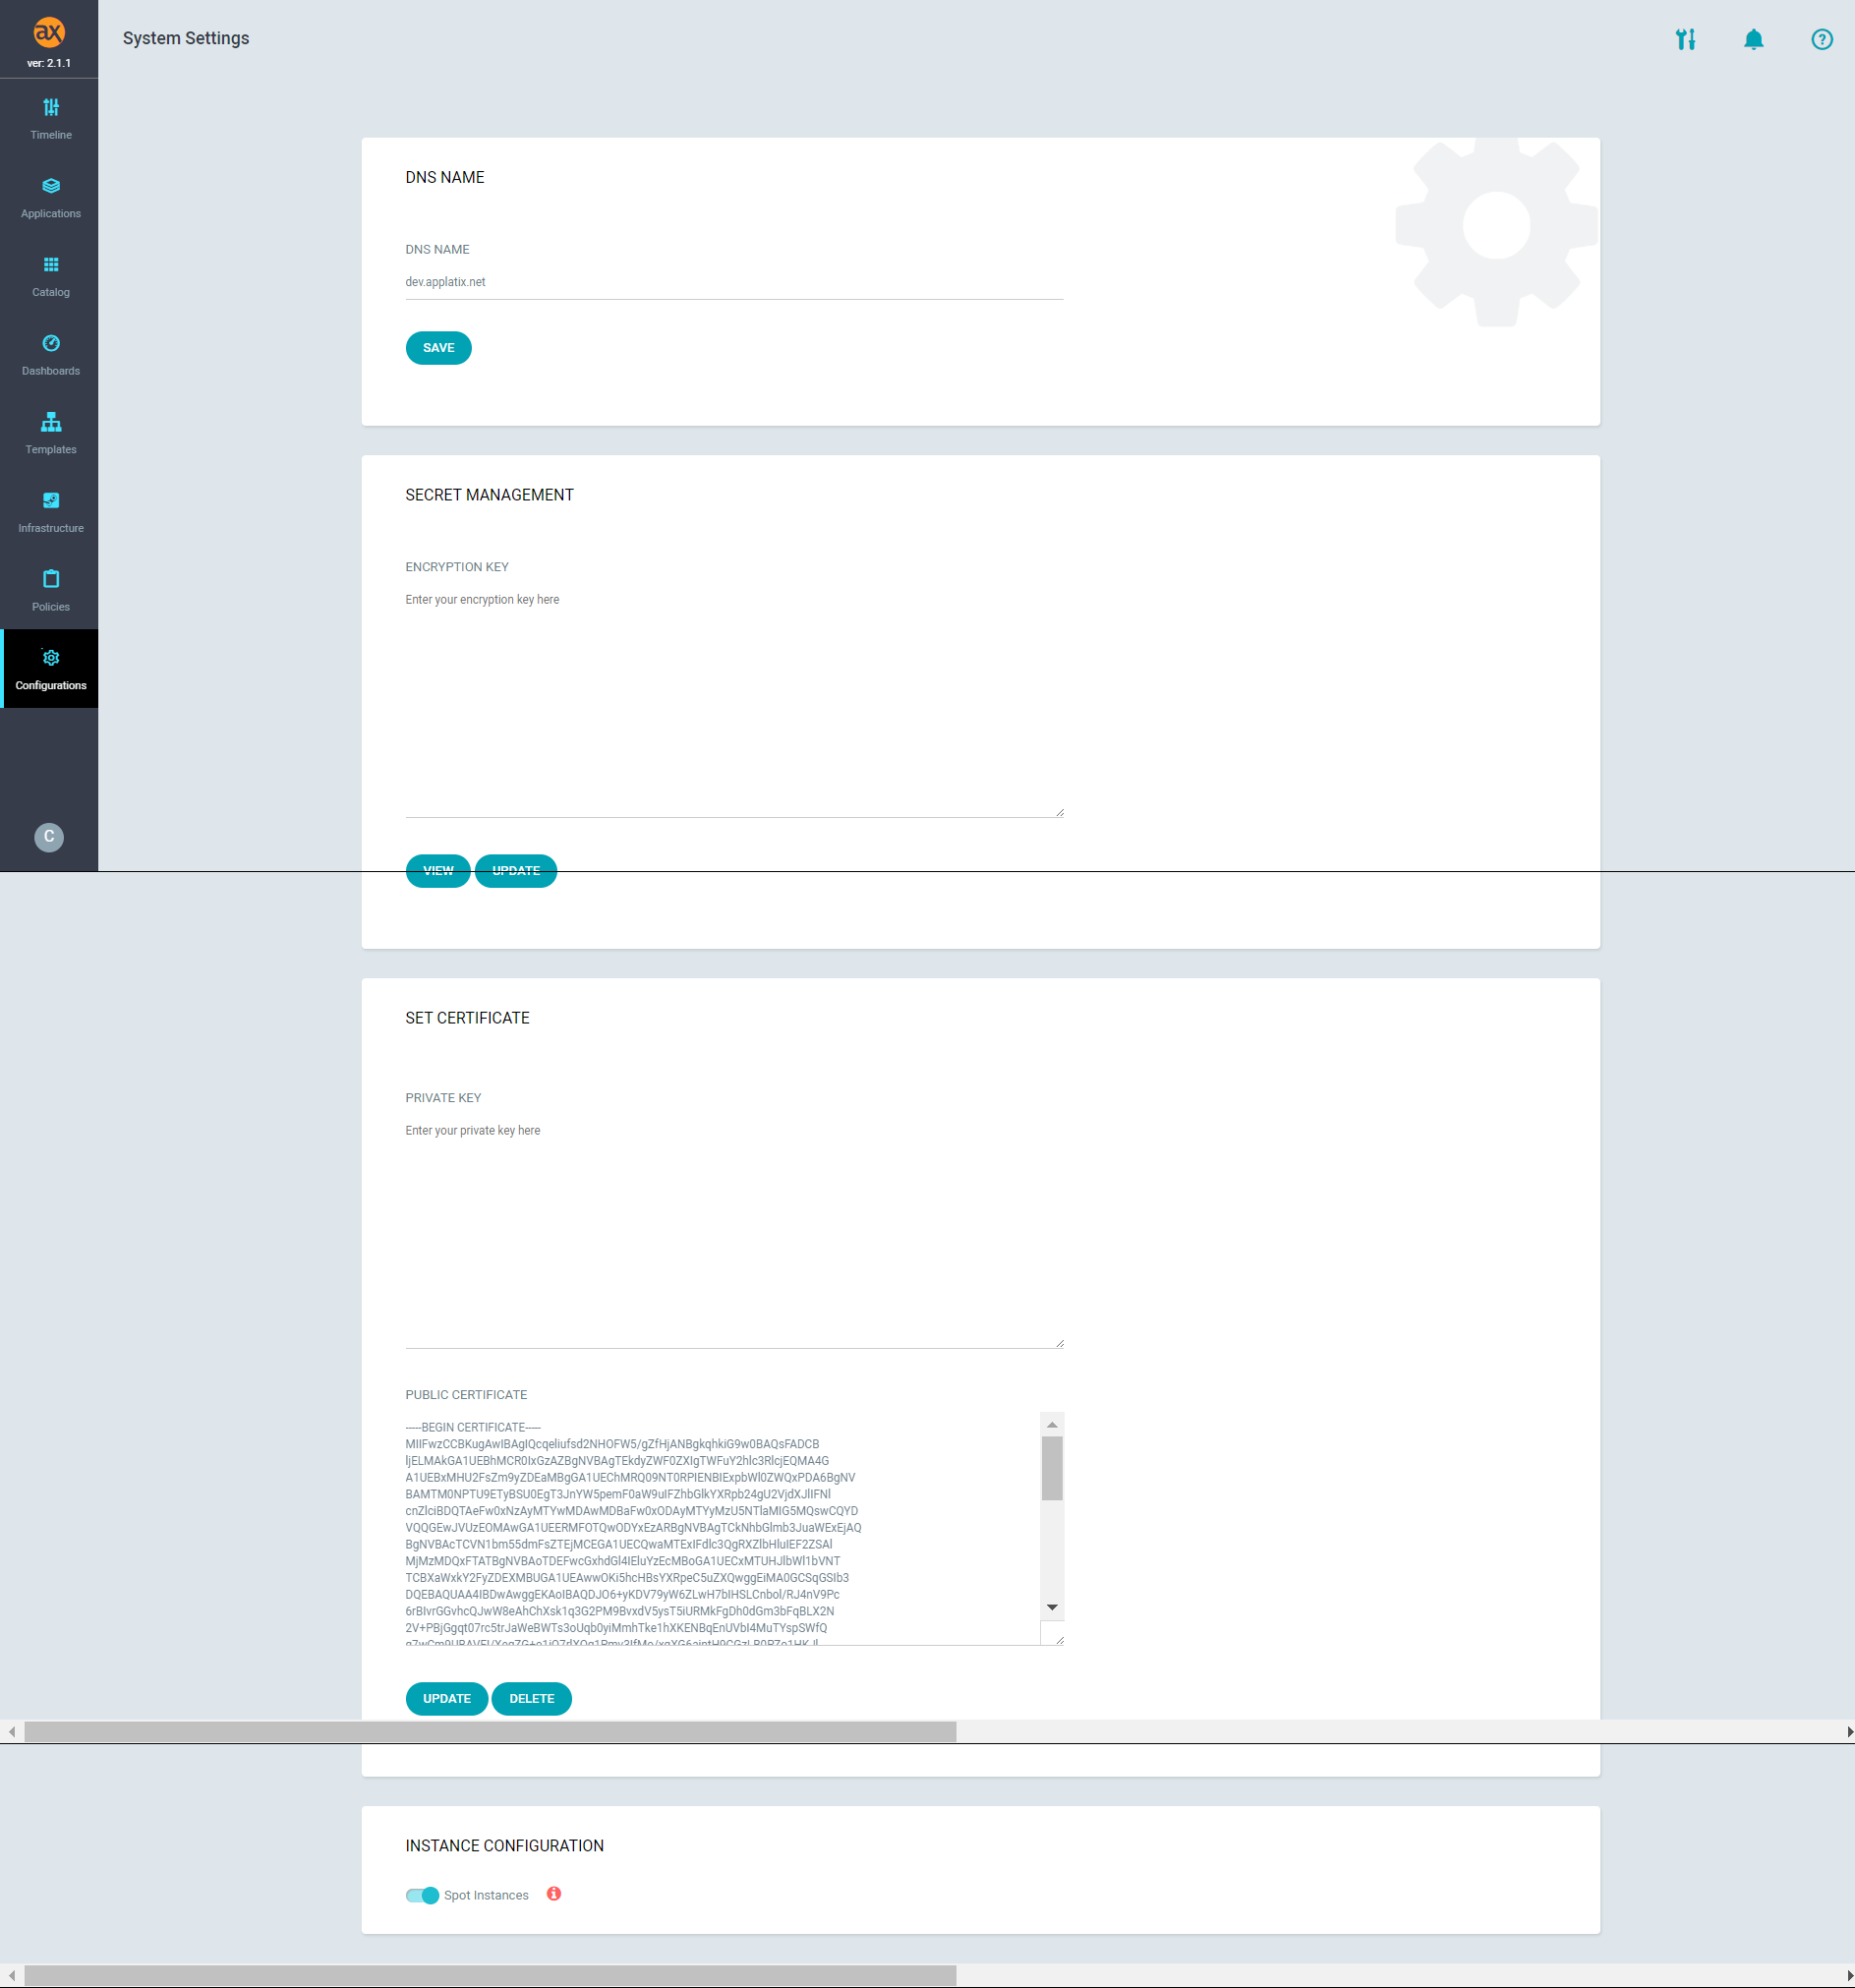 ax
System Settings
ver: 2.1.1
Timeline
Applications
Catalog
Dashboards
Templates
Infrastructure
Policies
Configurations
C
DNS NAME
DNS NAME
dev.applatix.net
SAVE
SECRET MANAGEMENT
ENCRYPTION KEY
Enter your encryption key here
VIEW UPDATE
SET CERTIFICATE
PRIVATE KEY
Enter your private key here
PUBLIC CERTIFICATE
-----BEGIN CERTIFICATE-----
MIIFwzCCBKugAwIBAgIQcqeliufsd2NHOFW5/gZfHjANBgkqhkiG9w0BAQsFADCB
ljELMAkGA1UEBhMCR0IxGzAZBgNVBAgTEkdyZWF0ZXIgTWFuY2hlc3RlcjEQMA4G
A1UEBxMHU2FsZm9yZDEaMBgGA1UEChMRQ09NT0RPIENBIExpbWl0ZWQxPDA6BgNV
BAMTM0NPTU9ETyBSU0EgT3JnYW5pemF0aW9uIFZhbGlkYXRpb24gU2VjdXJlIFNl
cnZlciBDQTAeFw0xNzAyMTYwMDAwMDBaFw0xODAyMTYyMzU5NTlaMIG5MQswCQYD
VQQGEwJVUzEOMAwGA1UEERMFOTQwODYxEzARBgNVBAgTCkNhbGlmb3JuaWExEjAQ
BgNVBAcTCVN1bm55dmFsZTEjMCEGA1UECQwaMTExIFdlc3QgRXZlbHluIEF2ZSAl
MjMzMDQxFTATBgNVBAoTDEFwcGxhdGl4IEluYzEcMBoGA1UECxMTUHJlbWl1bVNT
TCBXaWxkY2FyZDEXMBUGA1UEAwwOKi5hcHBsYXRpeC5uZXQwggEiMA0GCSqGSIb3
DQEBAQUAA4IBDwAwggEKAoIBAQDJO6+yKDV79yW6ZLwH7bIHSLCnbol/RJ4nV9Pc
6rBIvrGGvhcQJwW8eAhChXsk1q3G2PM9BvxdV5ysT5iURMkFgDh0dGm3bFqBLX2N
2V+PBjGgqt07rc5trJaWeBWTs3oUqb0yiMmhTke1hXKENBqEnUVbI4MuTYspSWfQ
UPDATE DELETE
INSTANCE CONFIGURATION
Spot Instances